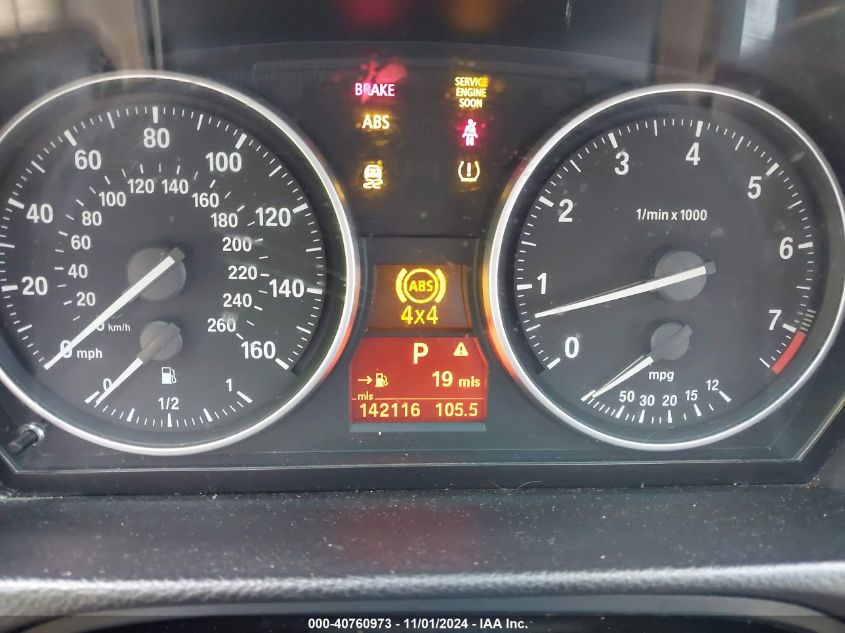 BRAKE
SERVICE
ENGINE
SOON
ABS
0 20 40 60 80 100 120 140 160
mph
0 20 40 60 80 100 120 140 160 180 200 220 240 260
km/h
0 1/2 1
ABS
4x4
P
19 mls
mls
142116 105.5
0 1 2 3 4 5 6 7
1/min x 1000
mpg
50 30 20 15 12
000-40760973 - 11/01/2024 - IAA Inc.